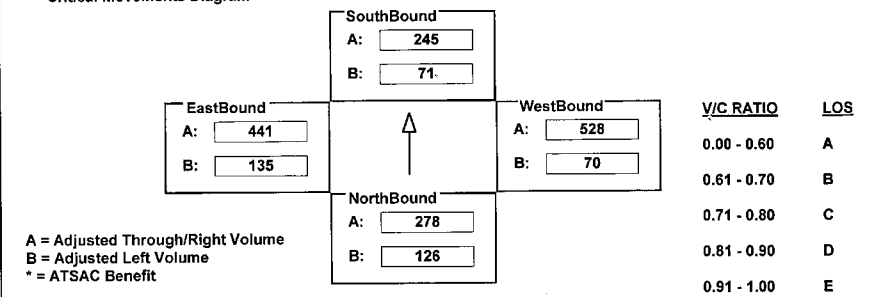 Critical Movements Diagram
SouthBound
A: 245
B: 71
EastBound
A: 441
B: 135
WestBound
A: 528
B: 70
NorthBound
A: 278
B: 126
A = Adjusted Through/Right Volume
B = Adjusted Left Volume
* = ATSAC Benefit
V/C RATIO LOS
0.00 - 0.60 A
0.61 - 0.70 B
0.71 - 0.80 C
0.81 - 0.90 D
0.91 - 1.00 E